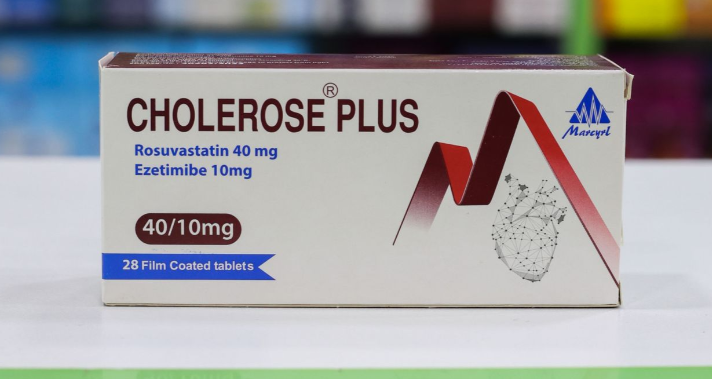 CHOLEROSE® PLUS
Rosuvastatin 40 mg
Ezetimibe 10mg
Marcyrl
40/10mg
28 Film Coated tablets